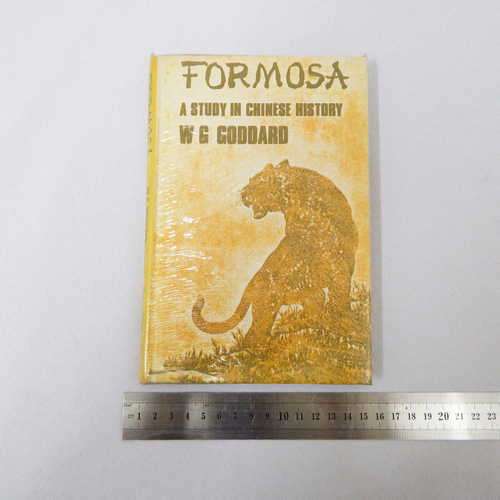 FORMOSA
A STUDY IN CHINESE HISTORY
W G GODDARD
1 2 3 4 5 6 7 8 9 10 11 12 13 14 15 16 17 18 19 20 21 22 23